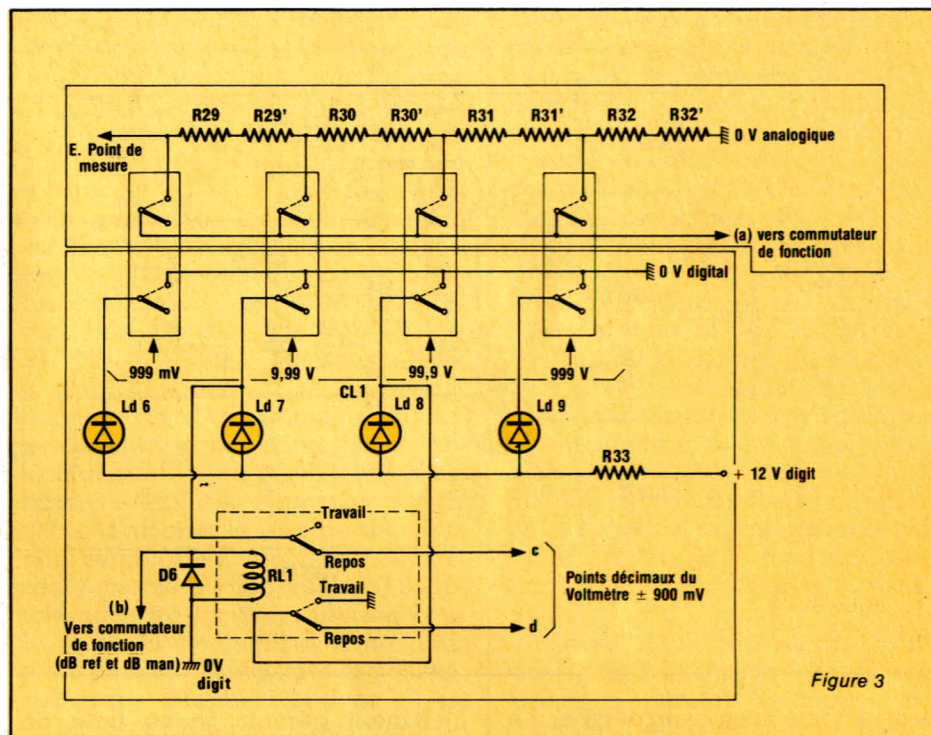 R29 R29' R30 R30' R31 R31' R32 R32'
0 V analogique
E. Point de
mesure
(a) vers commutateur
de fonction
0 V digital
999 mV 9,99 V 99,9 V 999 V
CL1
Ld 6 Ld 7 Ld 8 Ld 9
R33
+ 12 V digit
Travail
Repos
c
D6 RL1
Travail
Repos
d
Points décimaux du
Voltmètre ± 900 mV
(b)
Vers commutateur
de fonction
(dB ref et dB man)
0V
digit
Figure 3